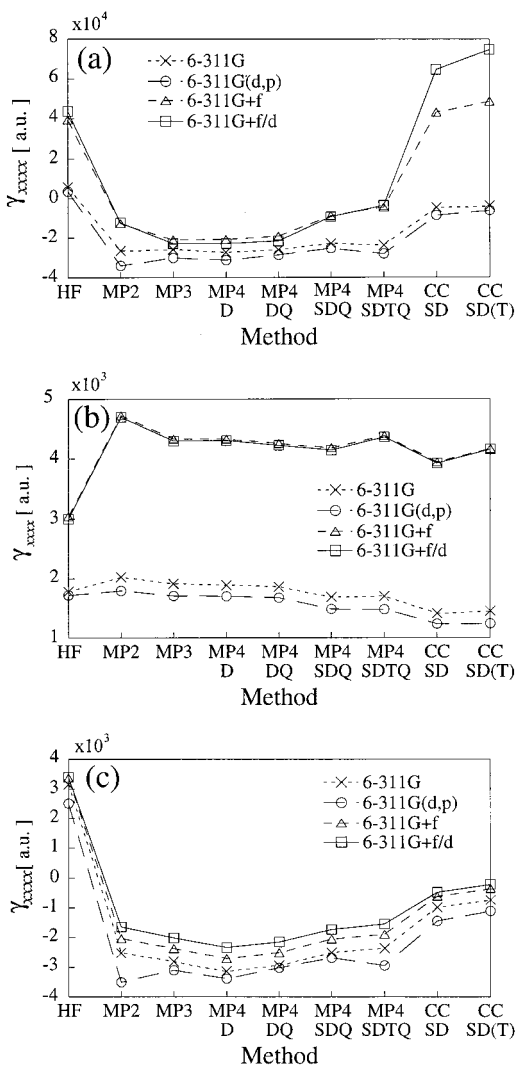 x10⁴
8
(a)
6
4
2
0
-2
-4
γxxxx [ a.u. ]
6-311G
6-311G(d,p)
6-311G+f
6-311G+f/d
HF MP2 MP3 MP4 MP4 MP4 MP4 CC CC
D DQ SDQ SDTQ SD SD(T)
Method
x10³
5
(b)
4
3
2
1
γxxxx [ a.u. ]
6-311G
6-311G(d,p)
6-311G+f
6-311G+f/d
HF MP2 MP3 MP4 MP4 MP4 MP4 CC CC
D DQ SDQ SDTQ SD SD(T)
Method
x10³
4
(c)
3
2
1
0
-1
-2
-3
-4
γxxxx[ a.u. ]
6-311G
6-311G(d,p)
6-311G+f
6-311G+f/d
HF MP2 MP3 MP4 MP4 MP4 MP4 CC CC
D DQ SDQ SDTQ SD SD(T)
Method